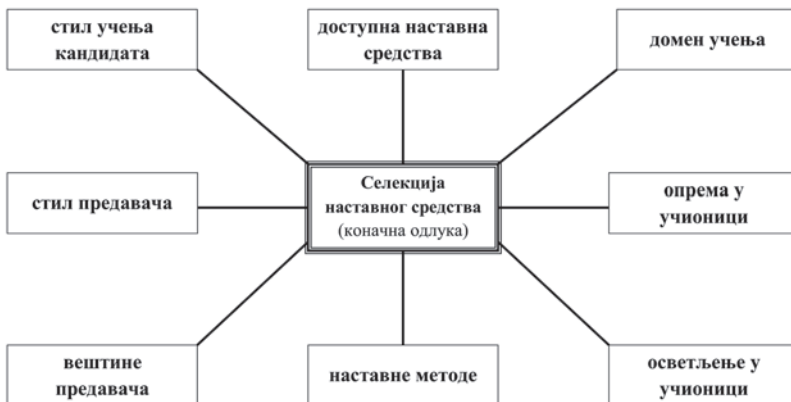 стил учења
кандидата
доступна наставна
средства
домен учења
стил предавача
Селекција
наставног средства
(коначна одлука)
опрема у
учионици
вештине
предавача
наставне методе
осветљење у
учионици